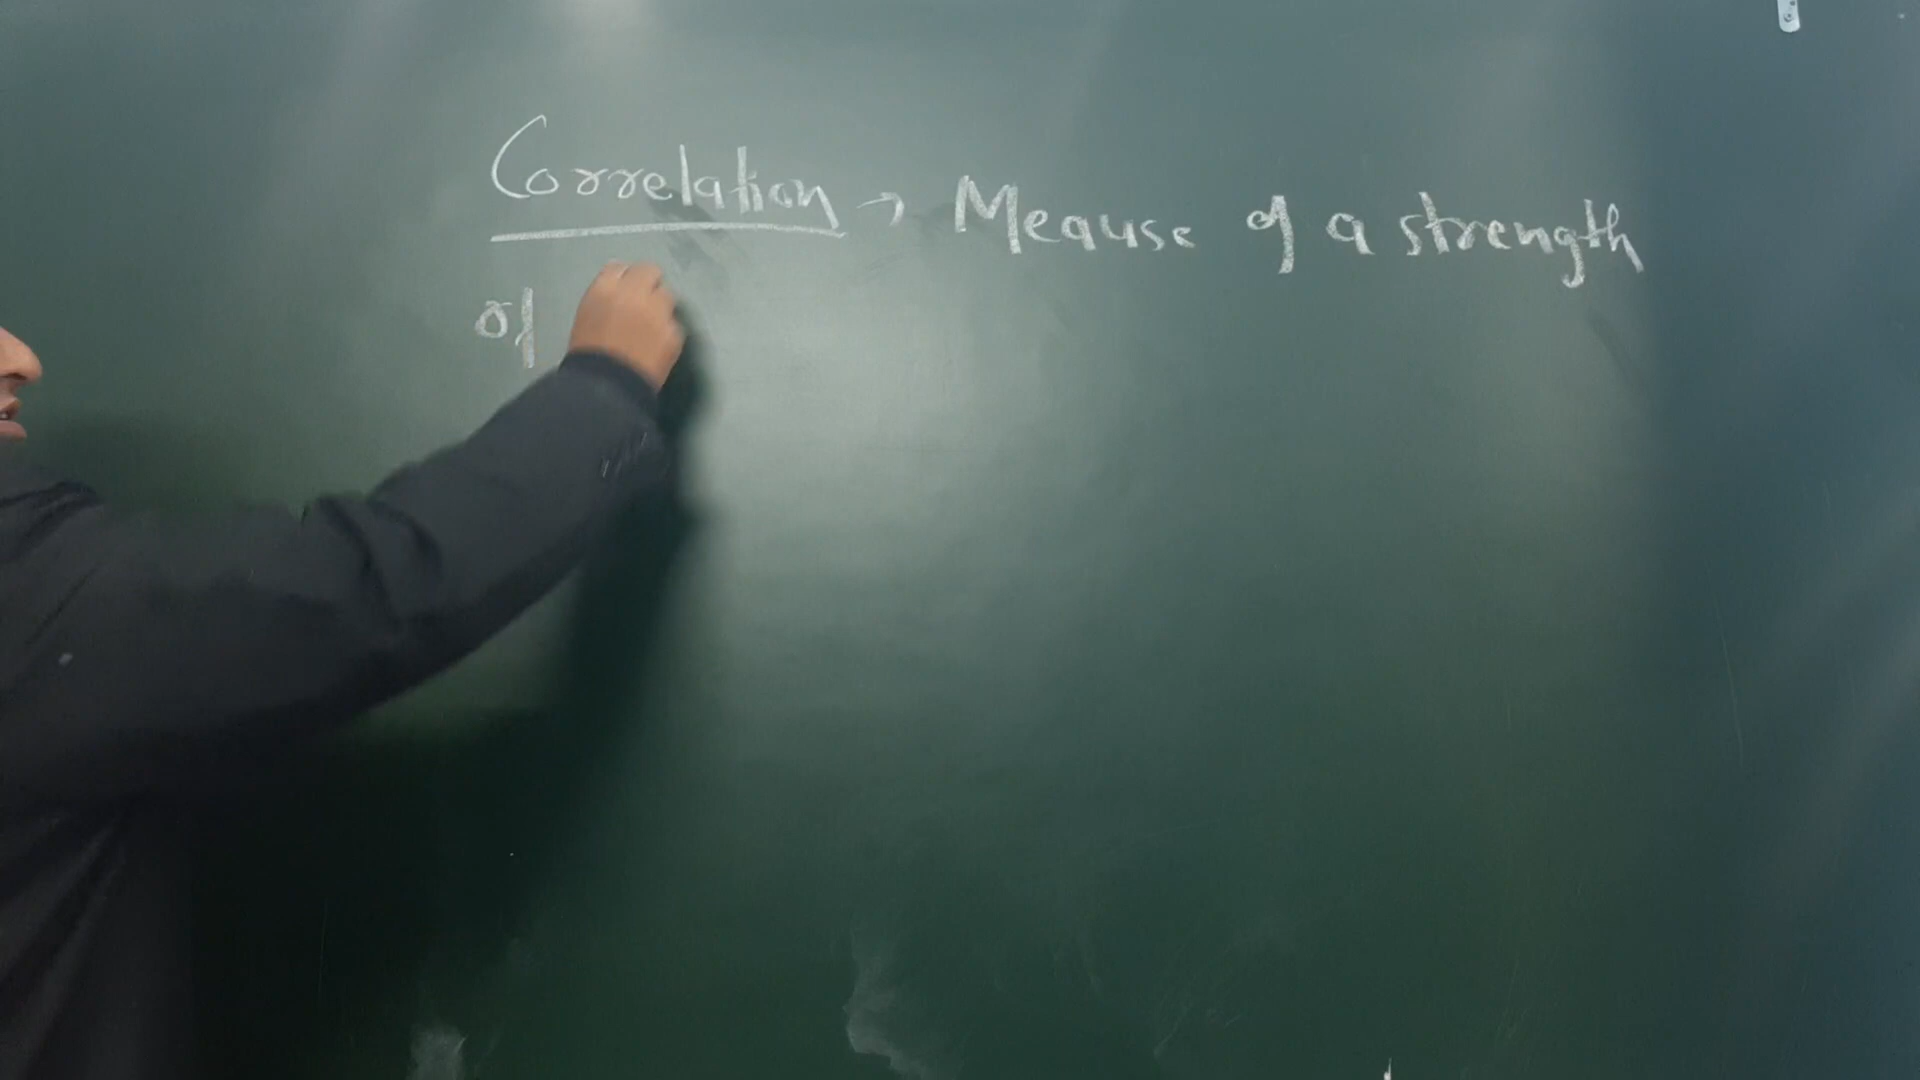 Correlation → Meause of a strength
of